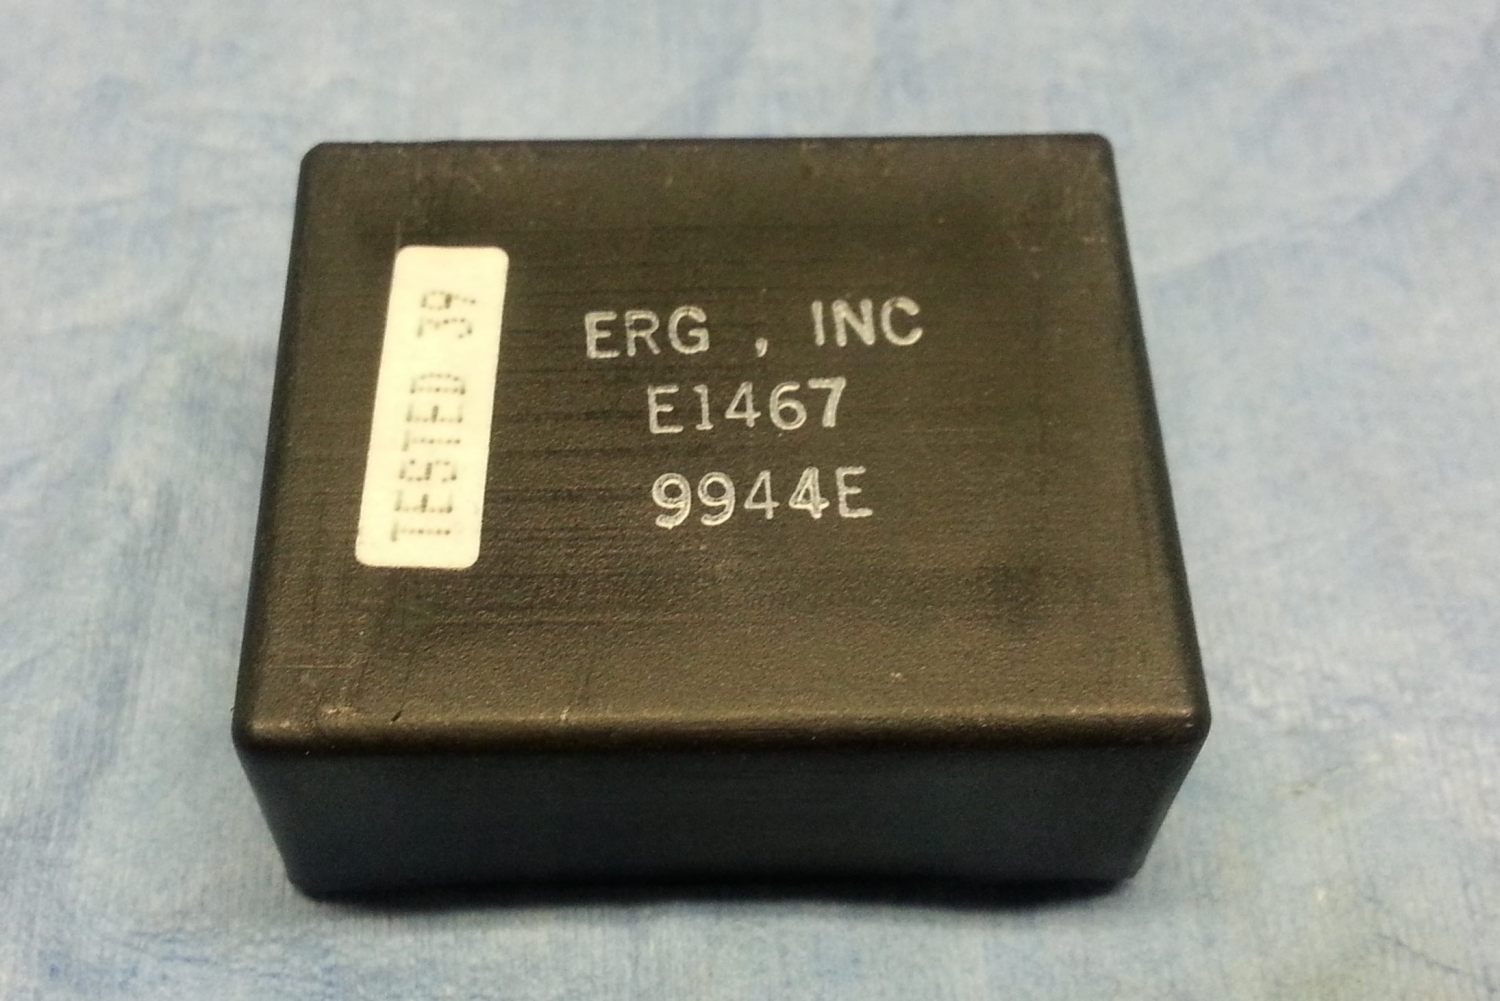 TESTED 39
ERG , INC
E1467
9944E